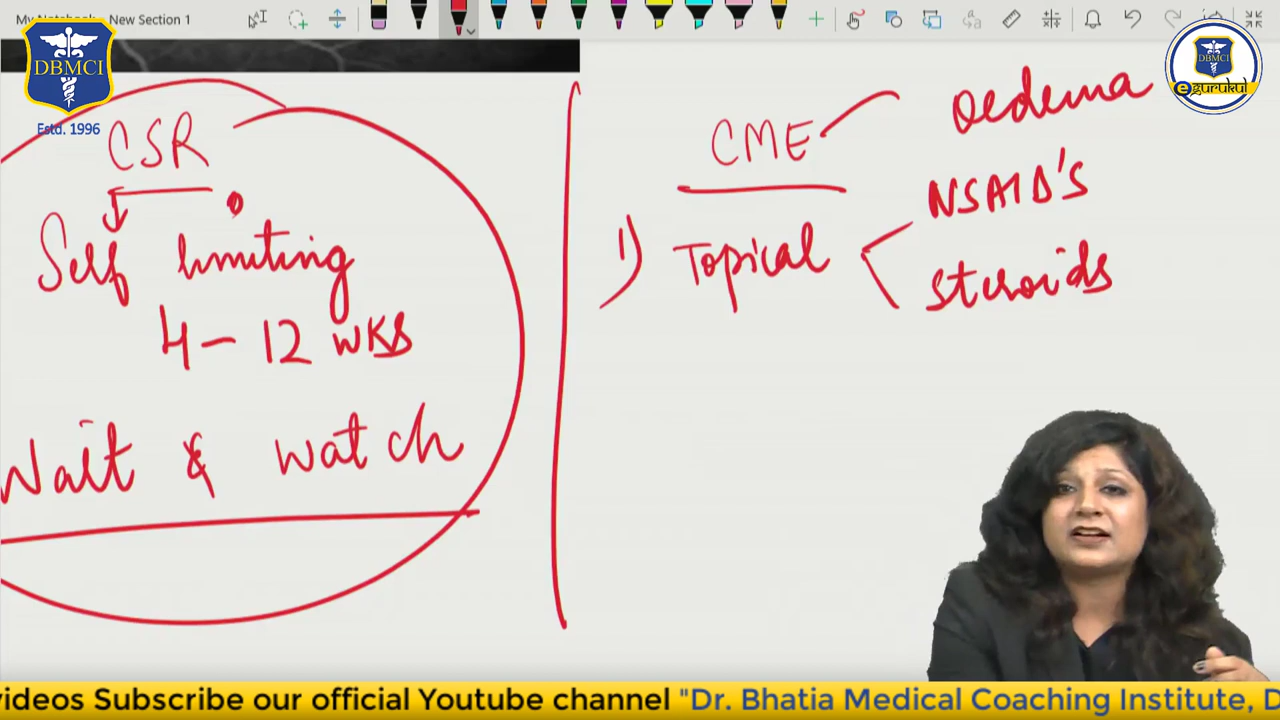 My Notebook - New Section 1
DBMCI
Estd. 1996
DBMCI
egurukul
CSR
Self limiting
4 - 12 WKS
Wait & watch
CME
oedema
1) Topical
NSAID'S
steroids
videos Subscribe our official Youtube channel "Dr. Bhatia Medical Coaching Institute, D